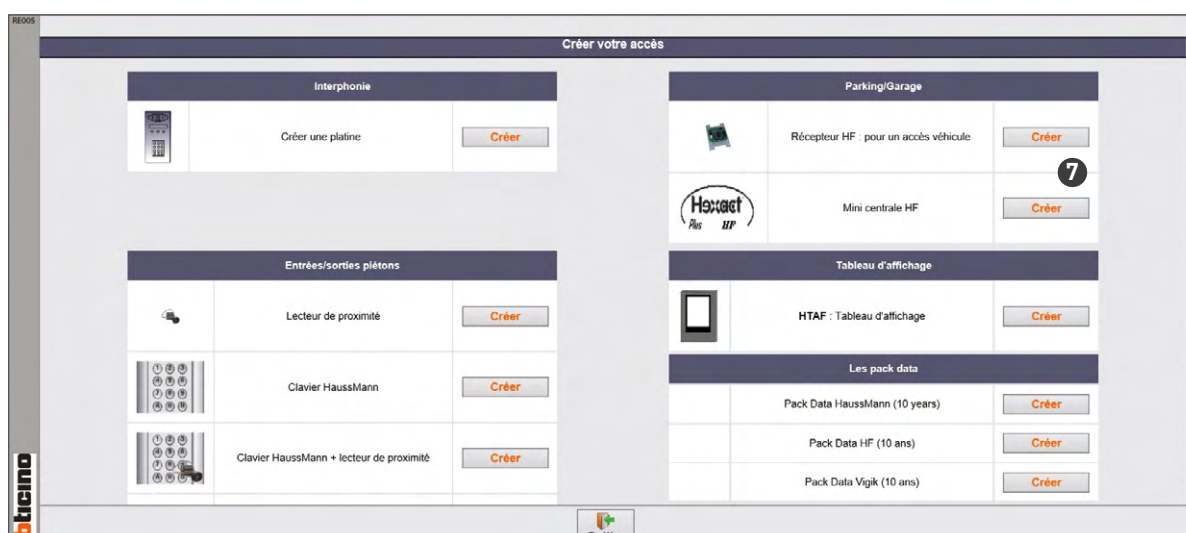 RE005
Créer votre accès
Interphonie
Créer une platine
Créer
Entrées/sorties piétons
Lecteur de proximité
Créer
Clavier HaussMann
Créer
Clavier HaussMann + lecteur de proximité
Créer
Parking/Garage
Récepteur HF : pour un accès véhicule
Créer
7
Hexact
Plus HF
Mini centrale HF
Créer
Tableau d'affichage
HTAF : Tableau d'affichage
Créer
Les pack data
Pack Data HaussMann (10 years)
Créer
Pack Data HF (10 ans)
Créer
Pack Data Vigik (10 ans)
Créer
bticino